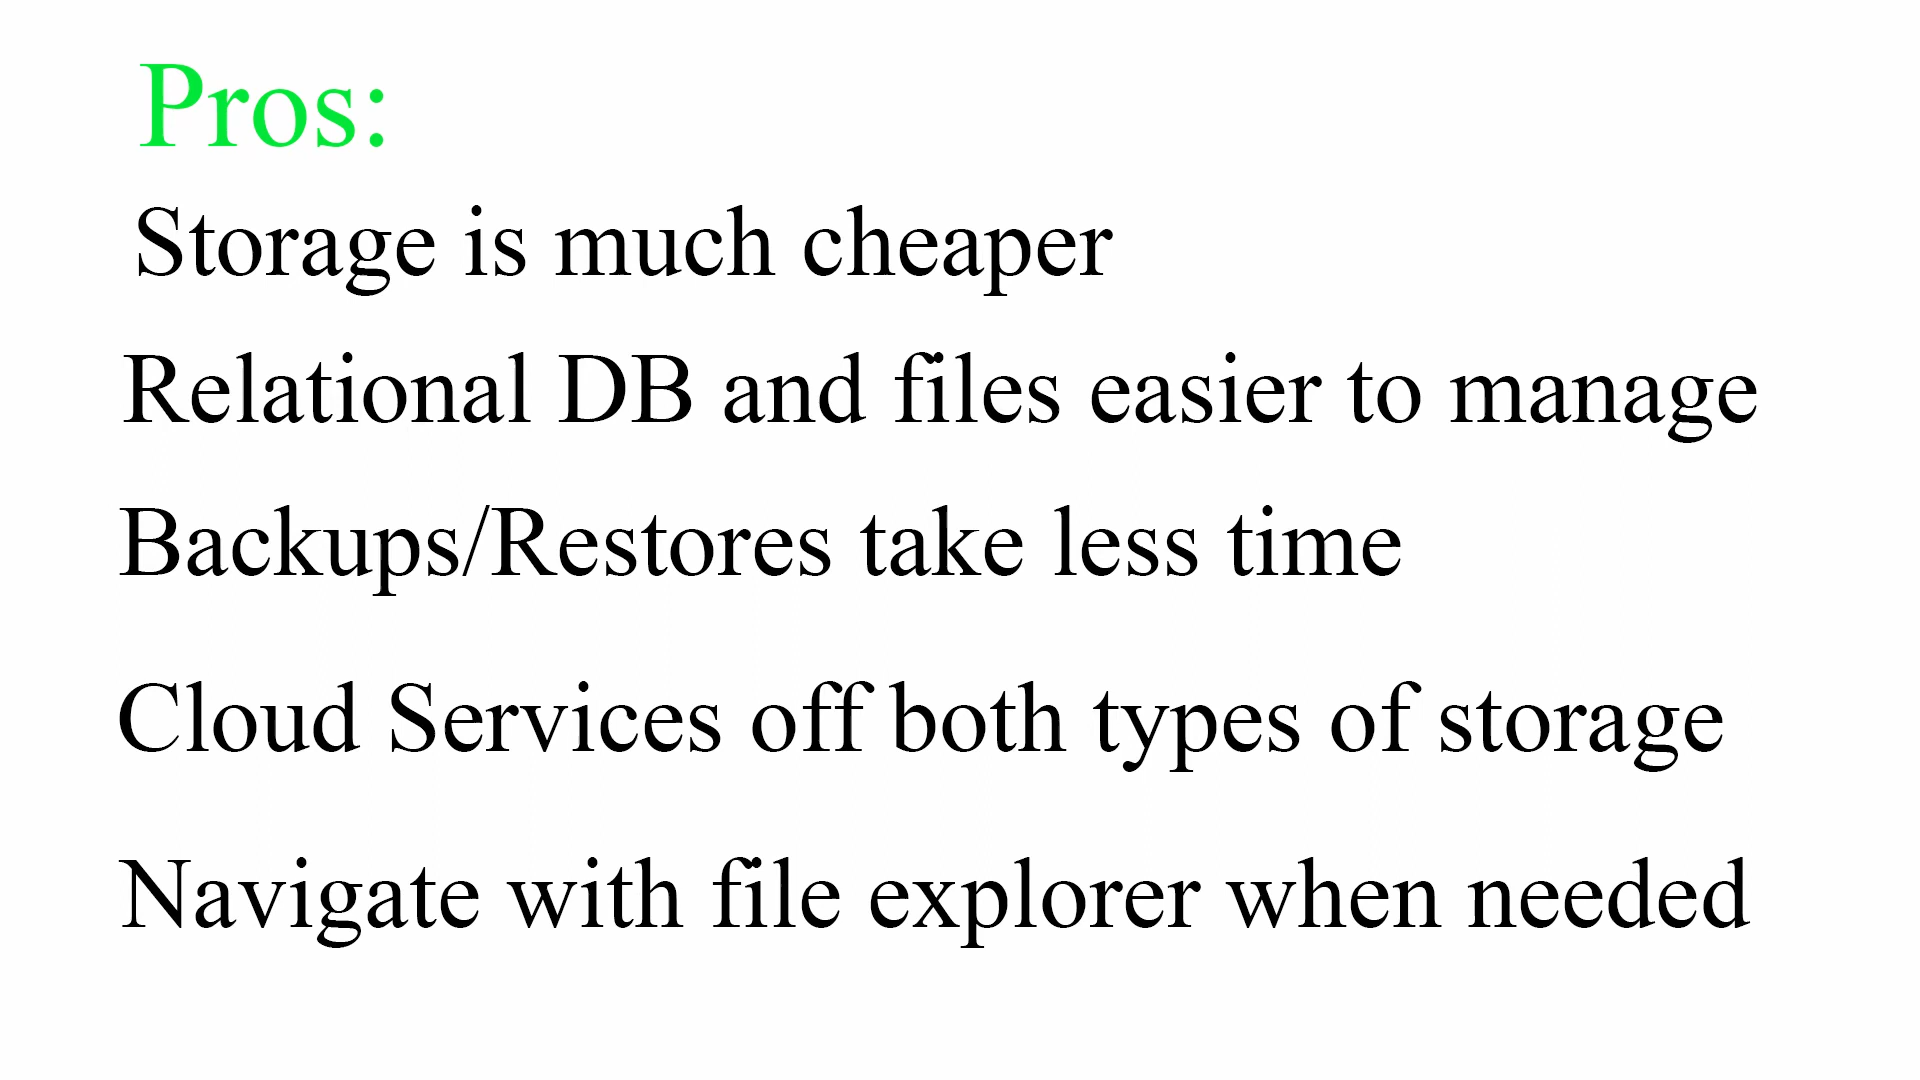 Pros:
Storage is much cheaper
Relational DB and files easier to manage
Backups/Restores take less time
Cloud Services off both types of storage
Navigate with file explorer when needed